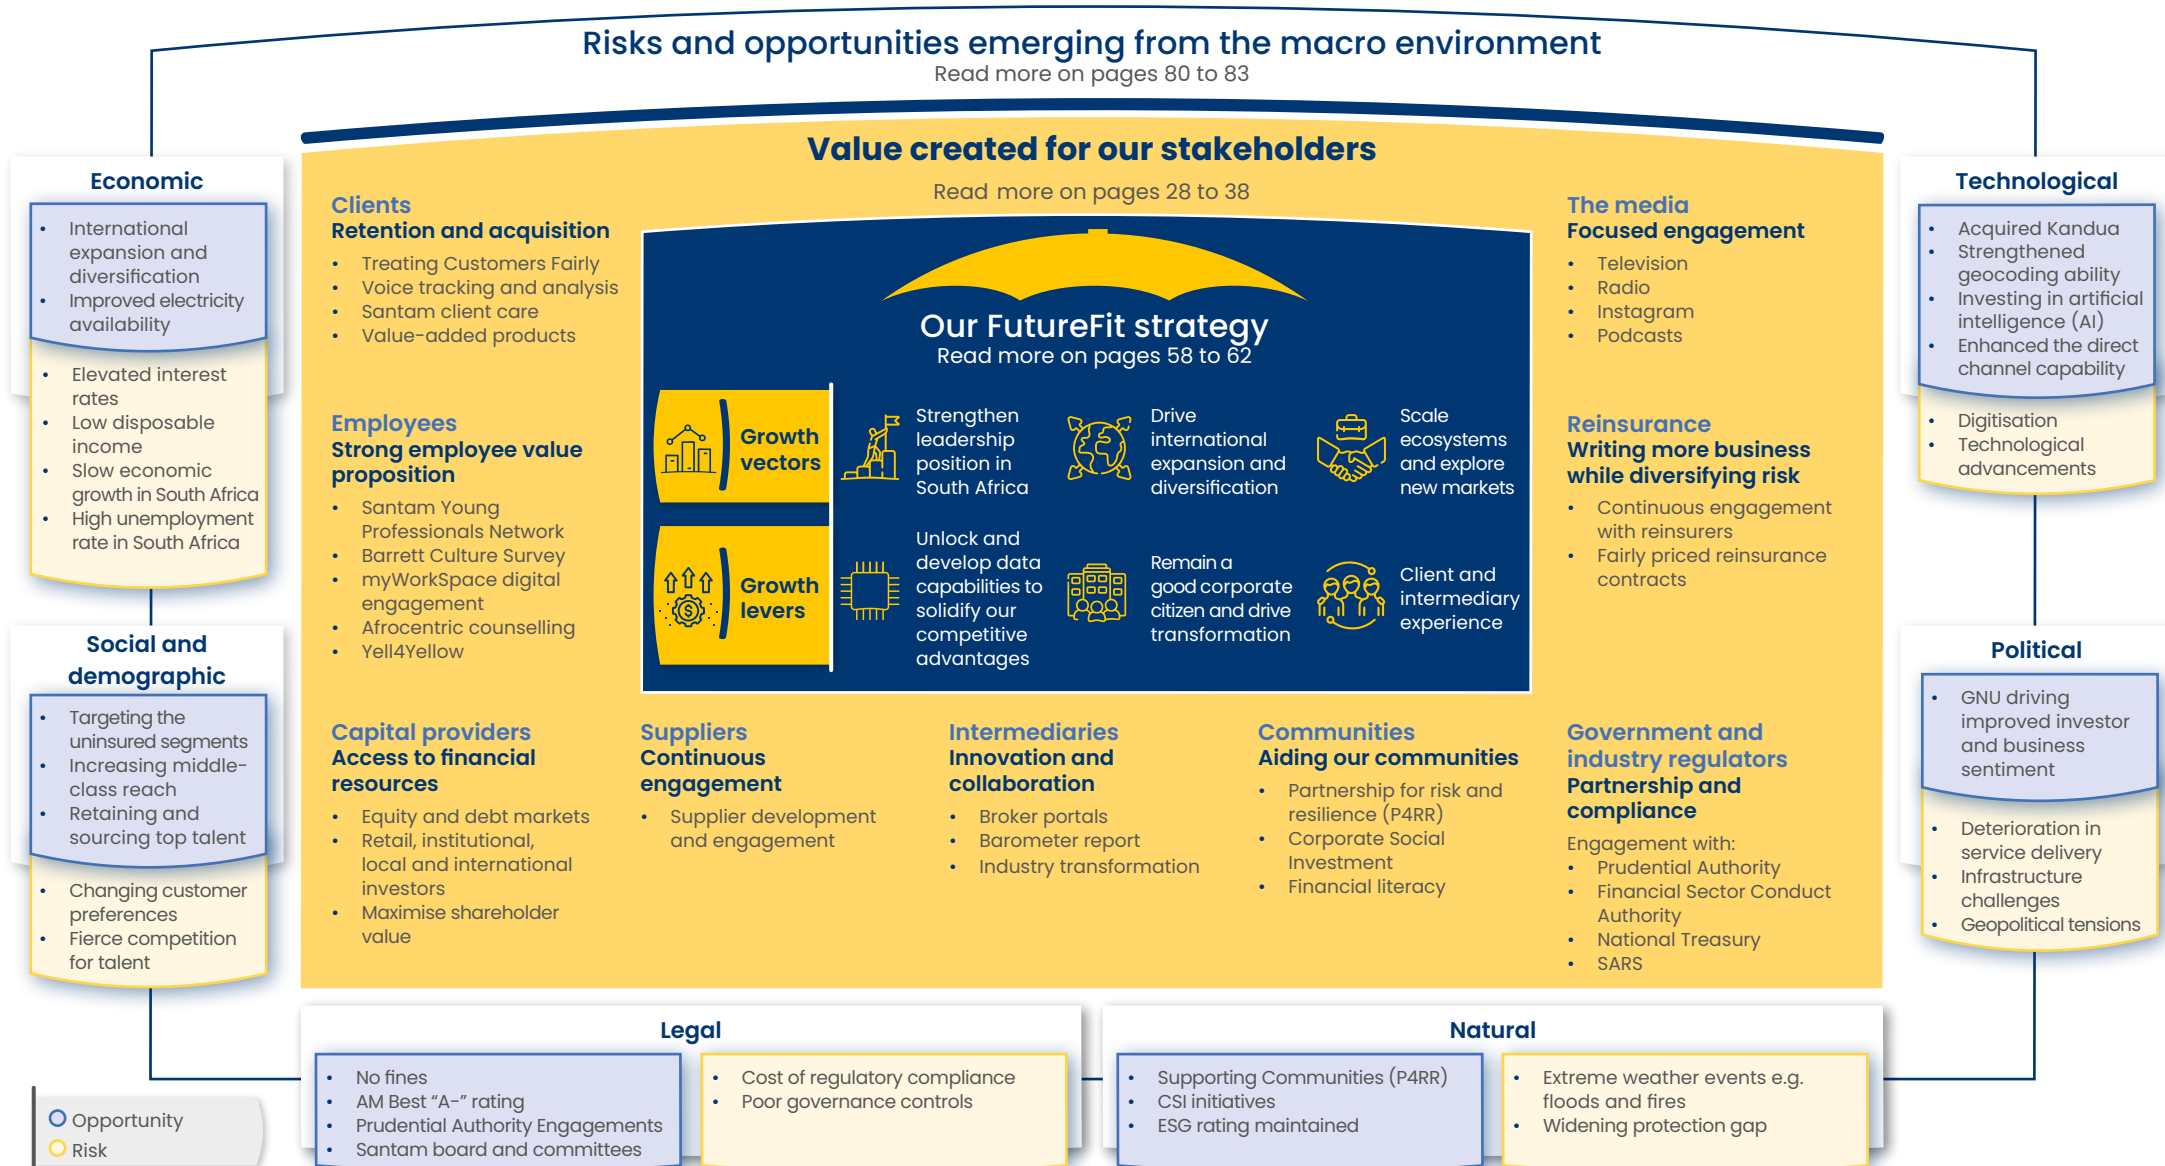 Risks and opportunities emerging from the macro environment
Read more on pages 80 to 83
Economic
• International
expansion and
diversification
• Improved electricity
availability
• Elevated interest
rates
• Low disposable
income
• Slow economic
growth in South Africa
• High unemployment
rate in South Africa
Social and
demographic
• Targeting the
uninsured segments
• Increasing middle-
class reach
• Retaining and
sourcing top talent
• Changing customer
preferences
• Fierce competition
for talent
Value created for our stakeholders
Read more on pages 28 to 38
Clients
Retention and acquisition
• Treating Customers Fairly
• Voice tracking and analysis
• Santam client care
• Value-added products
Employees
Strong employee value
proposition
• Santam Young
Professionals Network
• Barrett Culture Survey
• myWorkSpace digital
engagement
• Afrocentric counselling
• Yell4Yellow
Our FutureFit strategy
Read more on pages 58 to 62
Growth
vectors
Strengthen
leadership
position in
South Africa
Drive
international
expansion and
diversification
Scale
ecosystems
and explore
new markets
Growth
levers
Unlock and
develop data
capabilities to
solidify our
competitive
advantages
Remain a
good corporate
citizen and drive
transformation
Client and
intermediary
experience
The media
Focused engagement
• Television
• Radio
• Instagram
• Podcasts
Reinsurance
Writing more business
while diversifying risk
• Continuous engagement
with reinsurers
• Fairly priced reinsurance
contracts
Capital providers
Access to financial
resources
• Equity and debt markets
• Retail, institutional,
local and international
investors
• Maximise shareholder
value
Suppliers
Continuous
engagement
• Supplier development
and engagement
Intermediaries
Innovation and
collaboration
• Broker portals
• Barometer report
• Industry transformation
Communities
Aiding our communities
• Partnership for risk and
resilience (P4RR)
• Corporate Social
Investment
• Financial literacy
Government and
industry regulators
Partnership and
compliance
Engagement with:
• Prudential Authority
• Financial Sector Conduct
Authority
• National Treasury
• SARS
Technological
• Acquired Kandua
• Strengthened
geocoding ability
• Investing in artificial
intelligence (AI)
• Enhanced the direct
channel capability
• Digitisation
• Technological
advancements
Political
• GNU driving
improved investor
and business
sentiment
• Deterioration in
service delivery
• Infrastructure
challenges
• Geopolitical tensions
Legal
• No fines
• AM Best “A-” rating
• Prudential Authority Engagements
• Santam board and committees
• Cost of regulatory compliance
• Poor governance controls
Natural
• Supporting Communities (P4RR)
• CSI initiatives
• ESG rating maintained
• Extreme weather events e.g.
floods and fires
• Widening protection gap
Opportunity
Risk